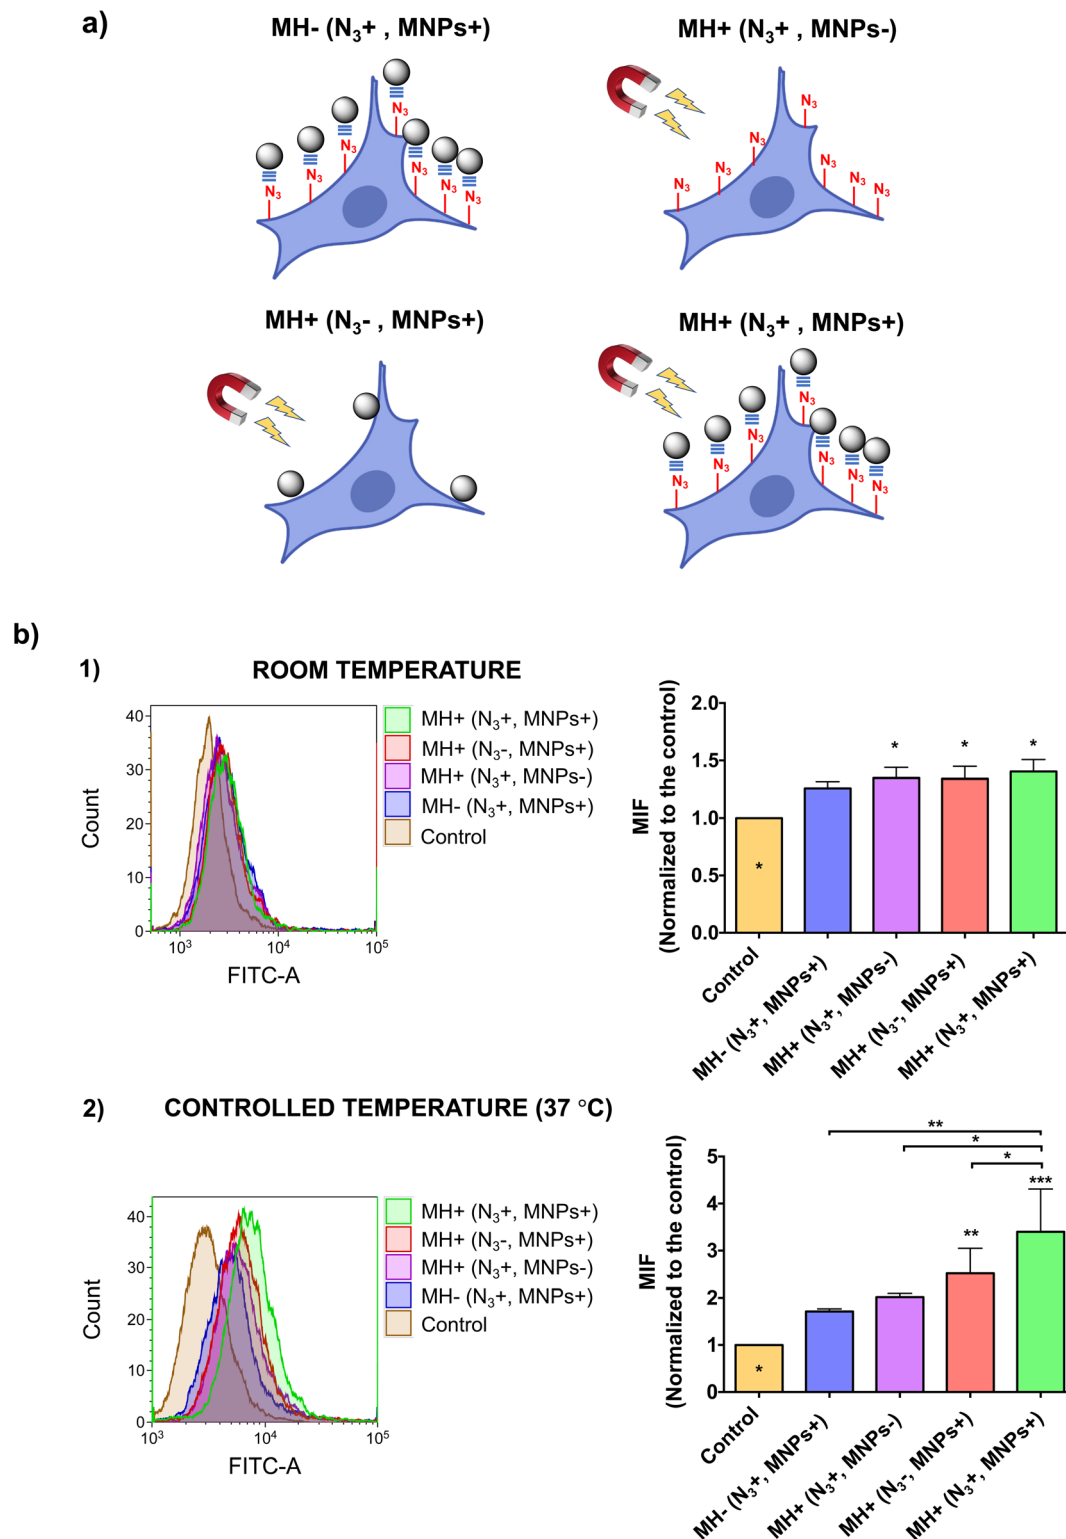 a)
MH- (N3+ , MNPs+)
MH+ (N3+ , MNPs-)
N3
N3
N3
N3
N3
N3
N3
N3
N3
N3
N3
N3
N3
N3
MH+ (N3- , MNPs+)
MH+ (N3+ , MNPs+)
N3
N3
N3
N3
N3
N3
N3
b)
1)
ROOM TEMPERATURE
40
30
20
10
0
10³
10⁴
10⁵
Count
FITC-A
MH+ (N3+, MNPs+)
MH+ (N3-, MNPs+)
MH+ (N3+, MNPs-)
MH- (N3+, MNPs+)
Control
MIF
(Normalized to the control)
2.0
1.5
1.0
0.5
0.0
*
*
*
*
Control
MH- (N3+, MNPs+)
MH+ (N3+, MNPs-)
MH+ (N3-, MNPs+)
MH+ (N3+, MNPs+)
2)
CONTROLLED TEMPERATURE (37 °C)
40
30
20
10
0
10³
10⁴
10⁵
Count
FITC-A
MH+ (N3+, MNPs+)
MH+ (N3-, MNPs+)
MH+ (N3+, MNPs-)
MH- (N3+, MNPs+)
Control
MIF
(Normalized to the control)
5
4
3
2
1
0
**
*
*
***
**
*
Control
MH- (N3+, MNPs+)
MH+ (N3+, MNPs-)
MH+ (N3-, MNPs+)
MH+ (N3+, MNPs+)